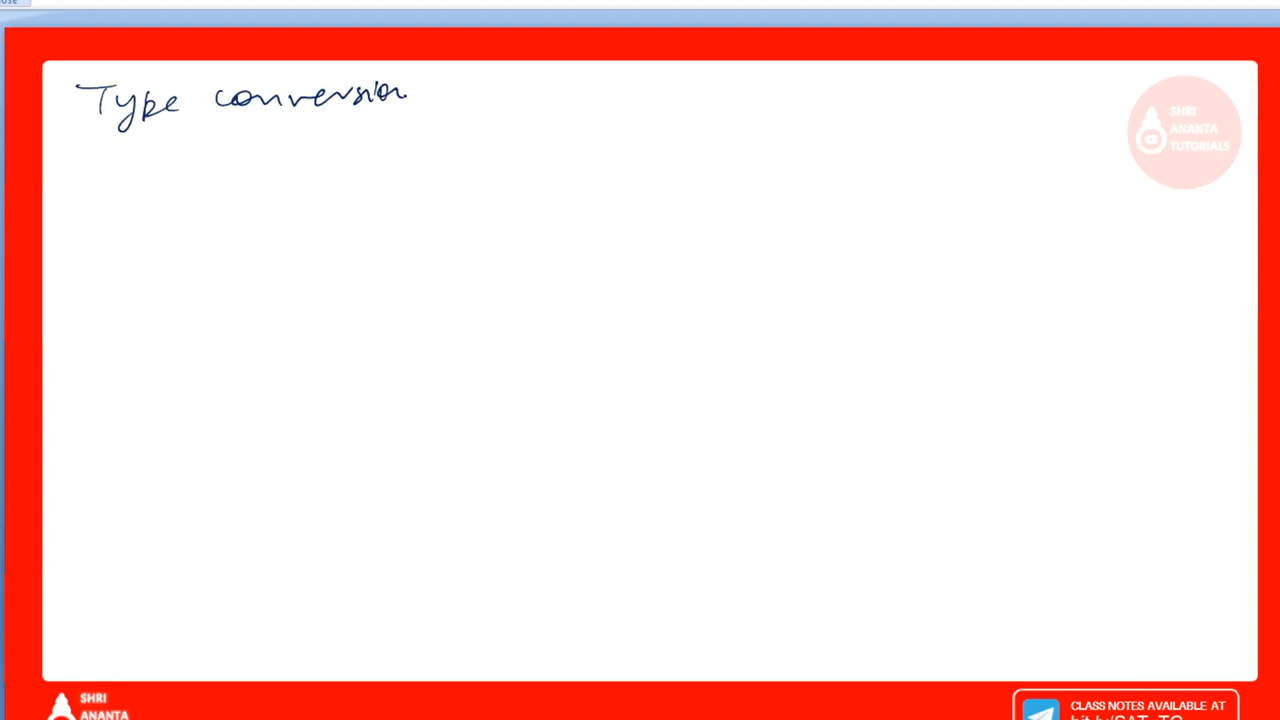 Type conversion
SHRI
ANANTA
TUTORIALS
SHRI
ANANTA
CLASS NOTES AVAILABLE AT